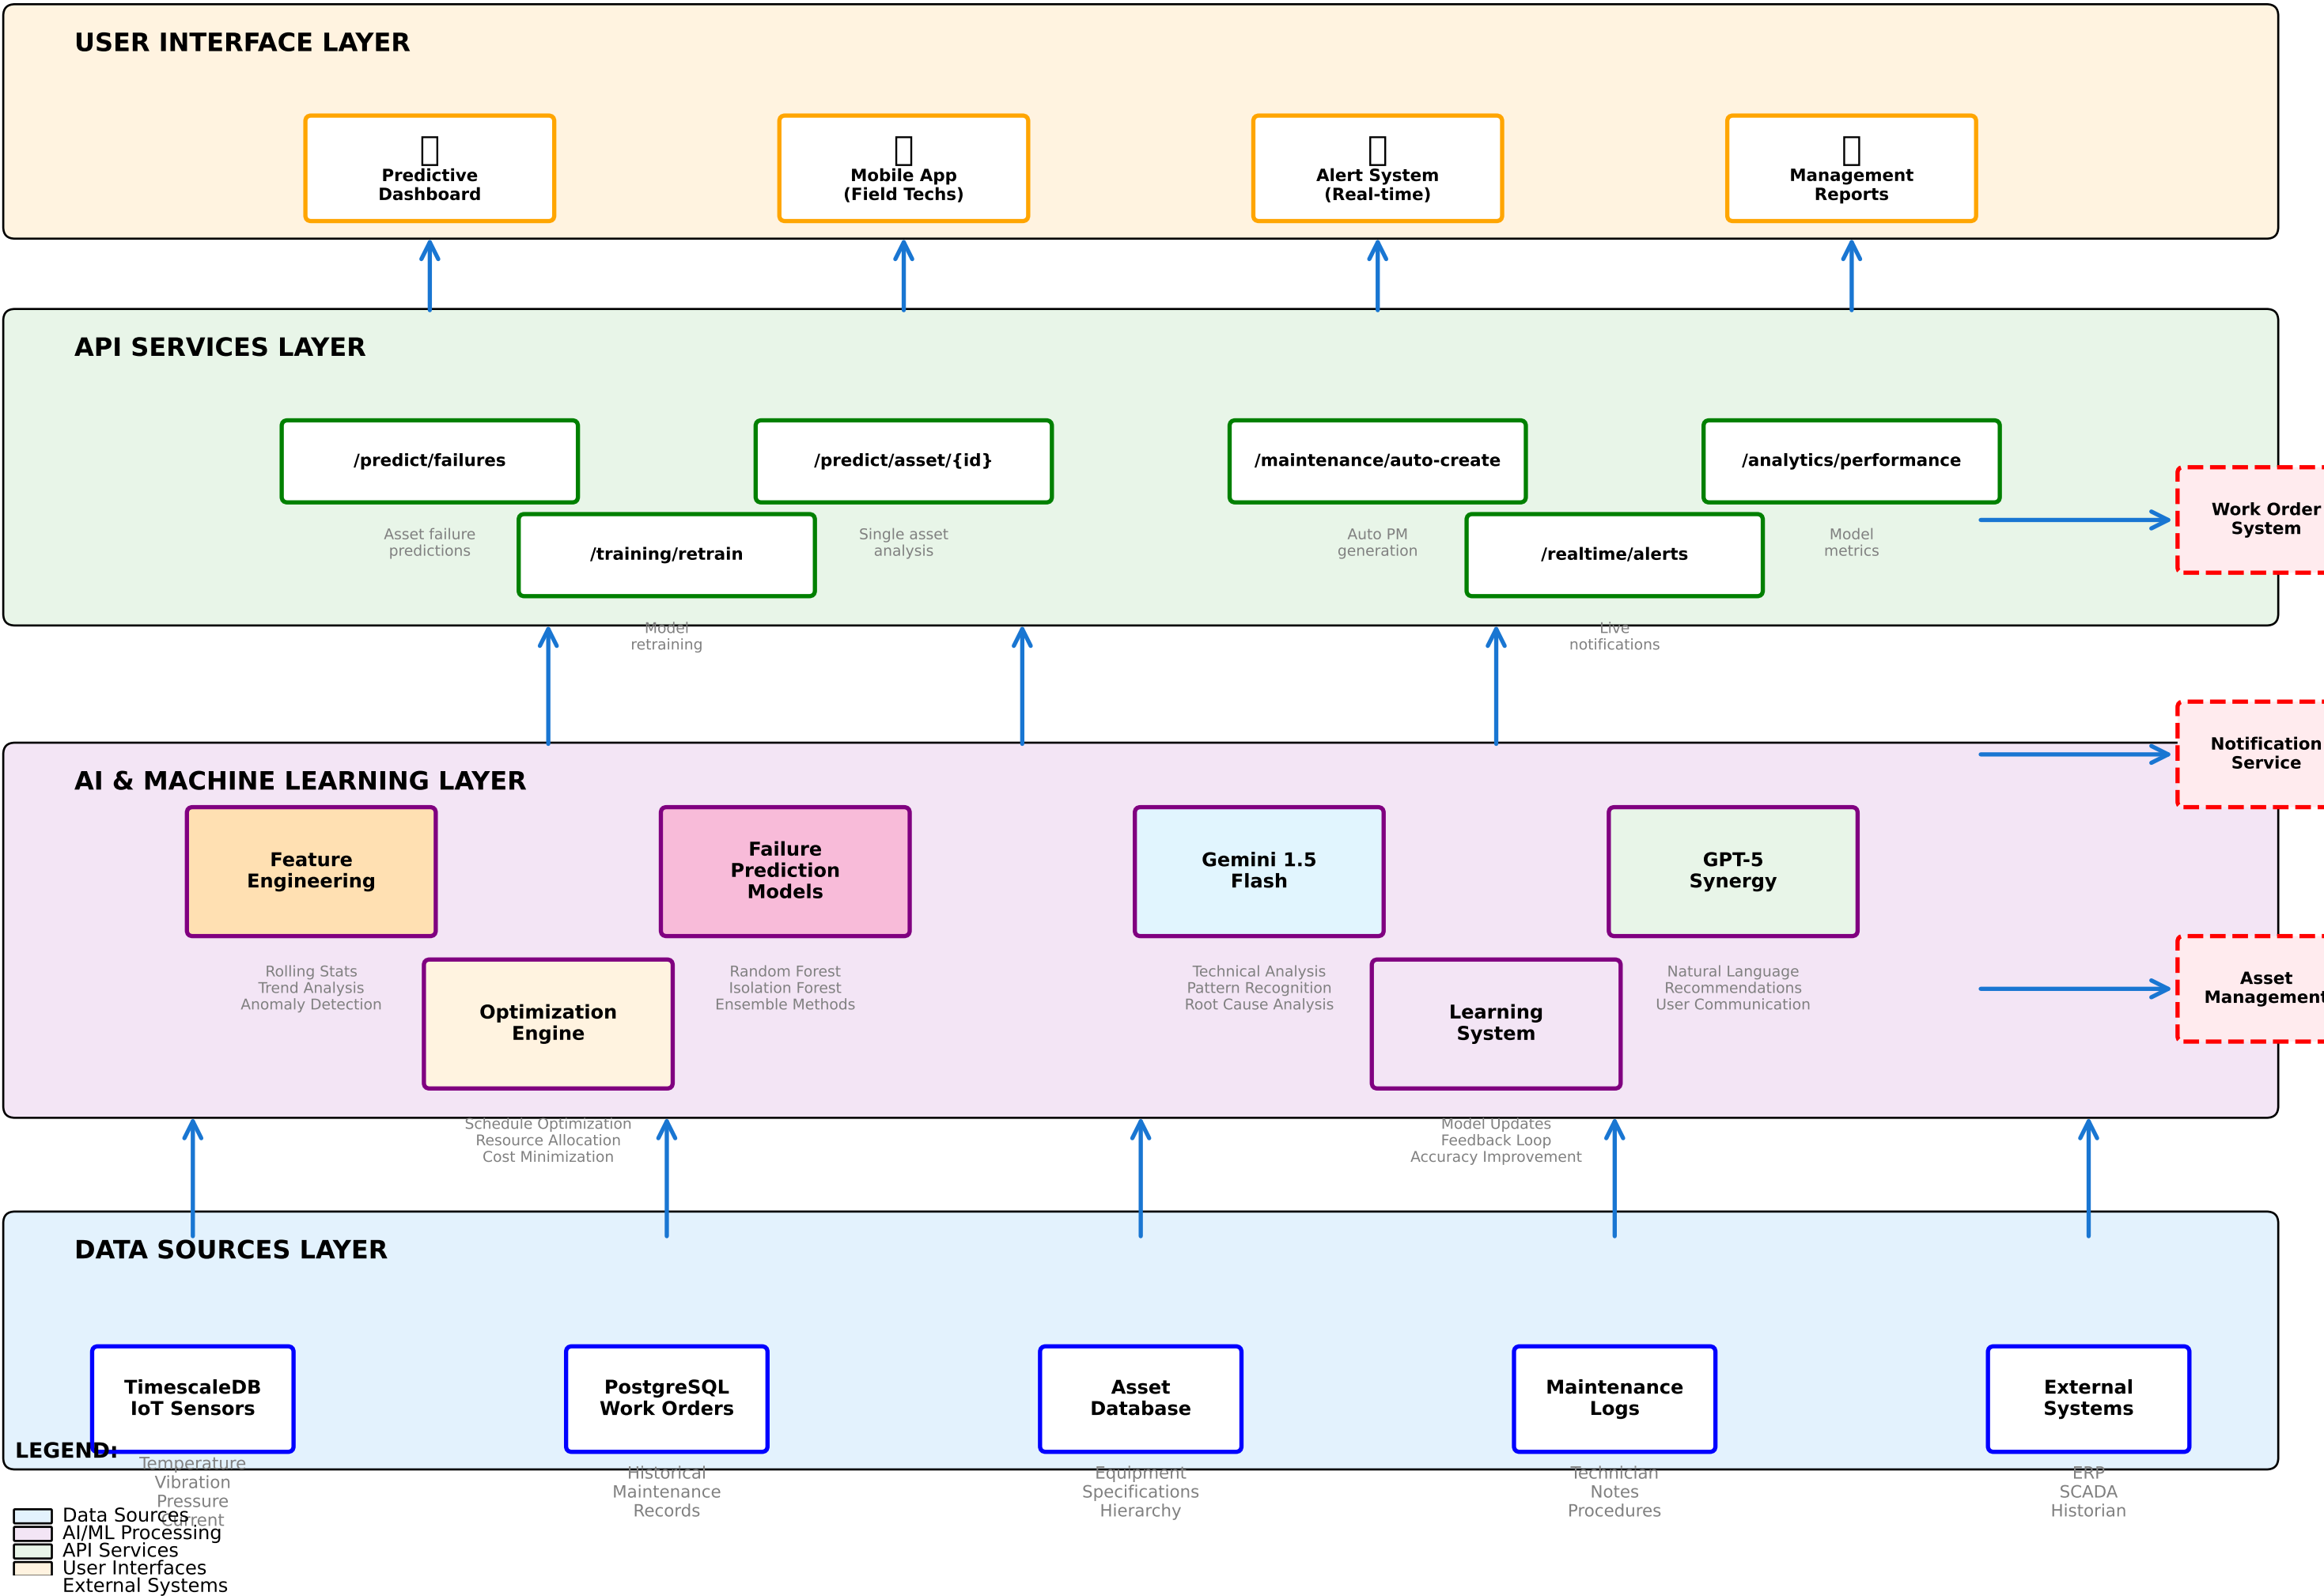 USER INTERFACE LAYER
Predictive
Dashboard
Mobile App
(Field Techs)
Alert System
(Real-time)
Management
Reports
API SERVICES LAYER
/predict/failures
Asset failure
predictions
/predict/asset/{id}
Single asset
analysis
/maintenance/auto-create
Auto PM
generation
/analytics/performance
Model
metrics
/training/retrain
Model
retraining
/realtime/alerts
Live
notifications
Work Order
System
Notification
Service
Asset
Management
AI & MACHINE LEARNING LAYER
Feature
Engineering
Rolling Stats
Trend Analysis
Anomaly Detection
Failure
Prediction
Models
Random Forest
Isolation Forest
Ensemble Methods
Gemini 1.5
Flash
Technical Analysis
Pattern Recognition
Root Cause Analysis
GPT-5
Synergy
Natural Language
Recommendations
User Communication
Optimization
Engine
Schedule Optimization
Resource Allocation
Cost Minimization
Learning
System
Model Updates
Feedback Loop
Accuracy Improvement
DATA SOURCES LAYER
TimescaleDB
IoT Sensors
Temperature
Vibration
Pressure
Current
PostgreSQL
Work Orders
Historical
Maintenance
Records
Asset
Database
Equipment
Specifications
Hierarchy
Maintenance
Logs
Technician
Notes
Procedures
External
Systems
ERP
SCADA
Historian
LEGEND:
Data Sources
AI/ML Processing
API Services
User Interfaces
External Systems